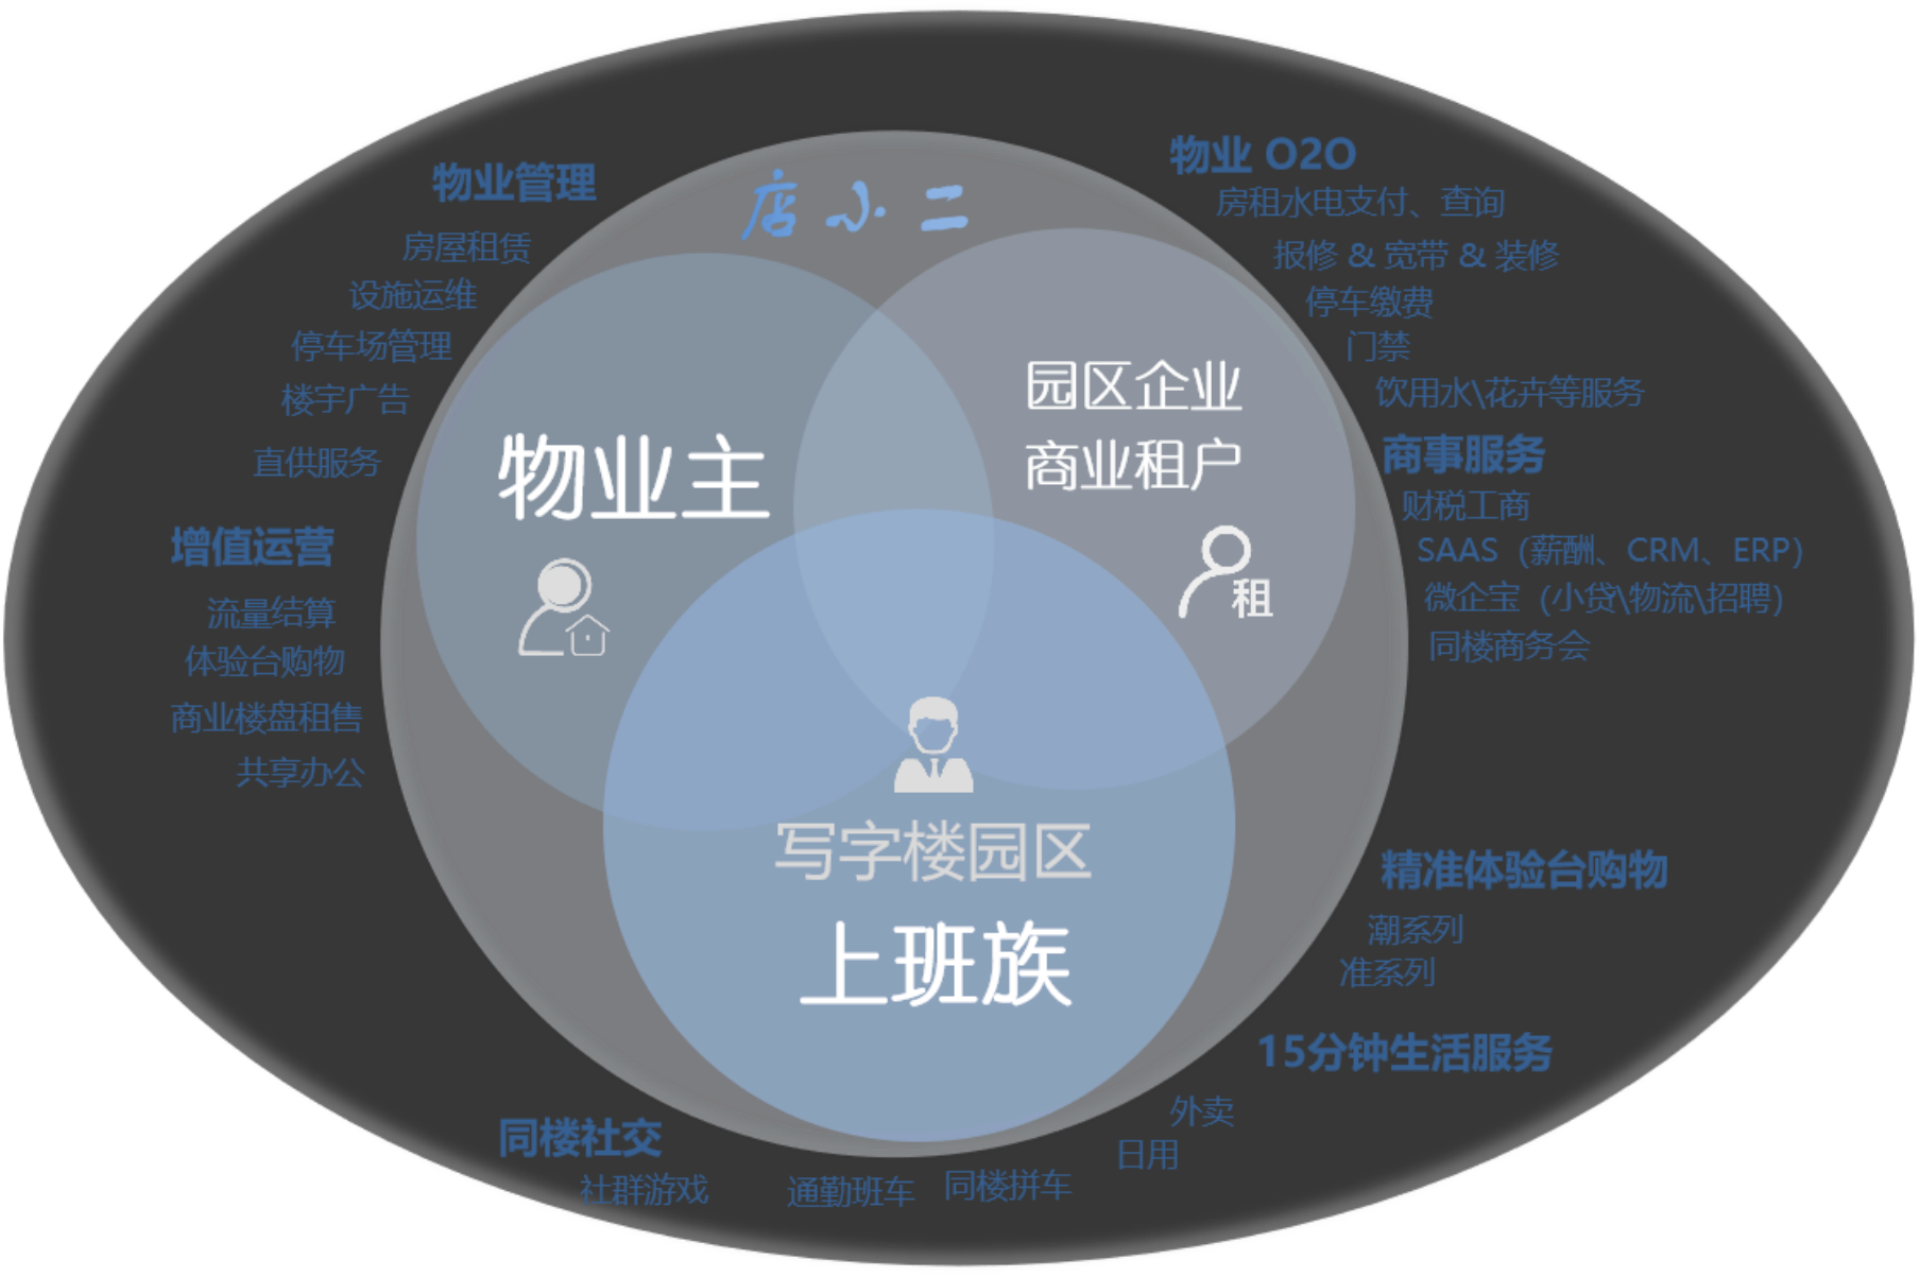 店小二
物业管理
房屋租赁
设施运维
停车场管理
楼宇广告
直供服务
增值运营
流量结算
体验台购物
商业楼盘租售
共享办公
物业主
园区企业
商业租户
租
写字楼园区
上班族
物业 O2O
房租水电支付、查询
报修 & 宽带 & 装修
停车缴费
门禁
饮用水\花卉等服务
商事服务
财税工商
SAAS（薪酬、CRM、ERP）
微企宝（小贷\物流\招聘）
同楼商务会
精准体验台购物
潮系列
准系列
15分钟生活服务
外卖
日用
同楼社交
社群游戏
通勤班车
同楼拼车